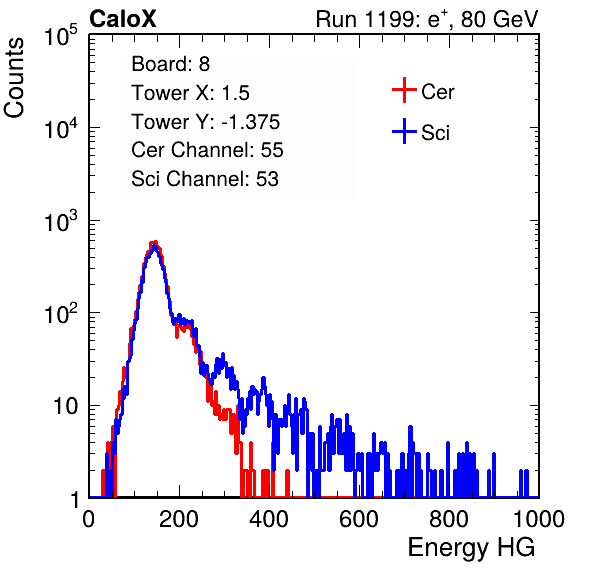 CaloX Run 1199: e⁺, 80 GeV
Counts
10⁵
10⁴
10³
10²
10
1
Board: 8
Tower X: 1.5
Tower Y: -1.375
Cer Channel: 55
Sci Channel: 53
Cer
Sci
0 200 400 600 800 1000
Energy HG